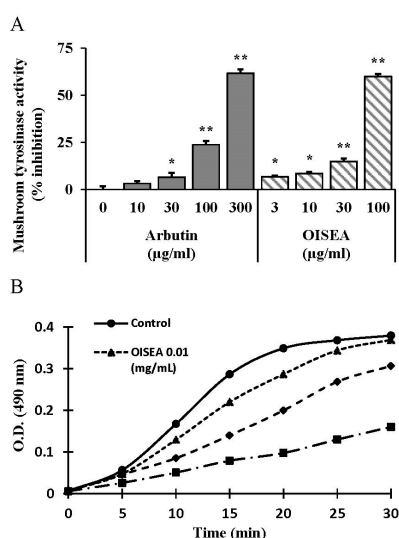 A
Mushroom tyrosinase activity
(% inhibition)
75
50
25
0
*
**
**
*
*
**
**
0 10 30 100 300 3 10 30 100
Arbutin OISEA
(µg/ml) (µg/ml)
B
O.D. (490 nm)
0.4
0.3
0.2
0.1
0
Control
OISEA 0.01
(mg/mL)
0 5 10 15 20 25 30
Time (min)